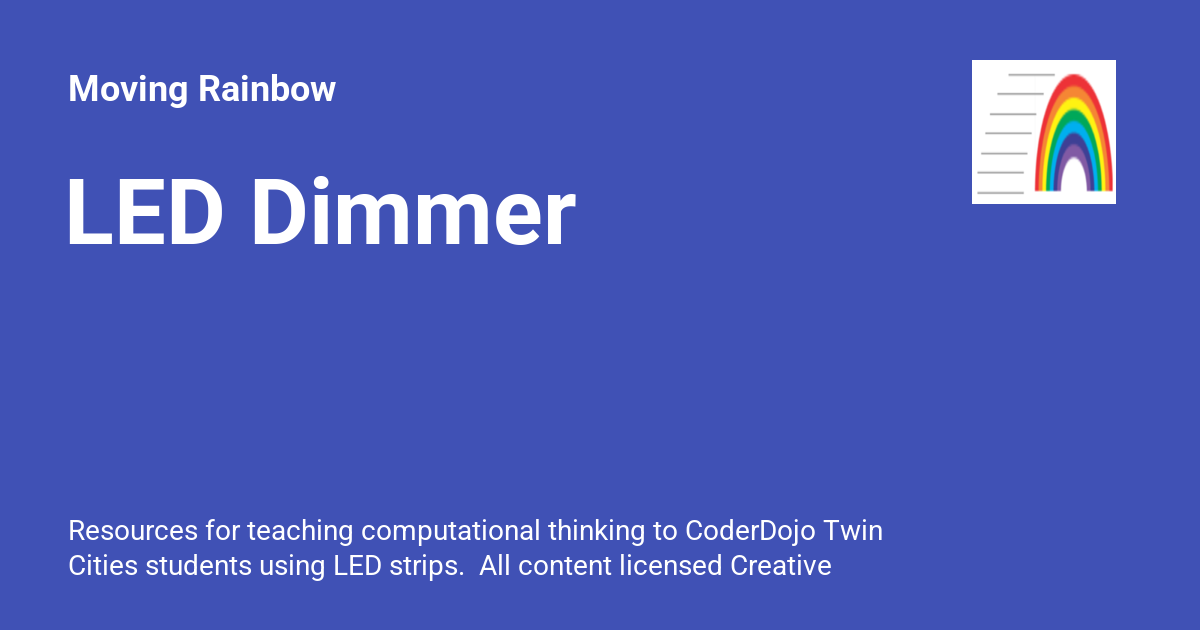 Moving Rainbow
LED Dimmer
Resources for teaching computational thinking to CoderDojo Twin
Cities students using LED strips.  All content licensed Creative